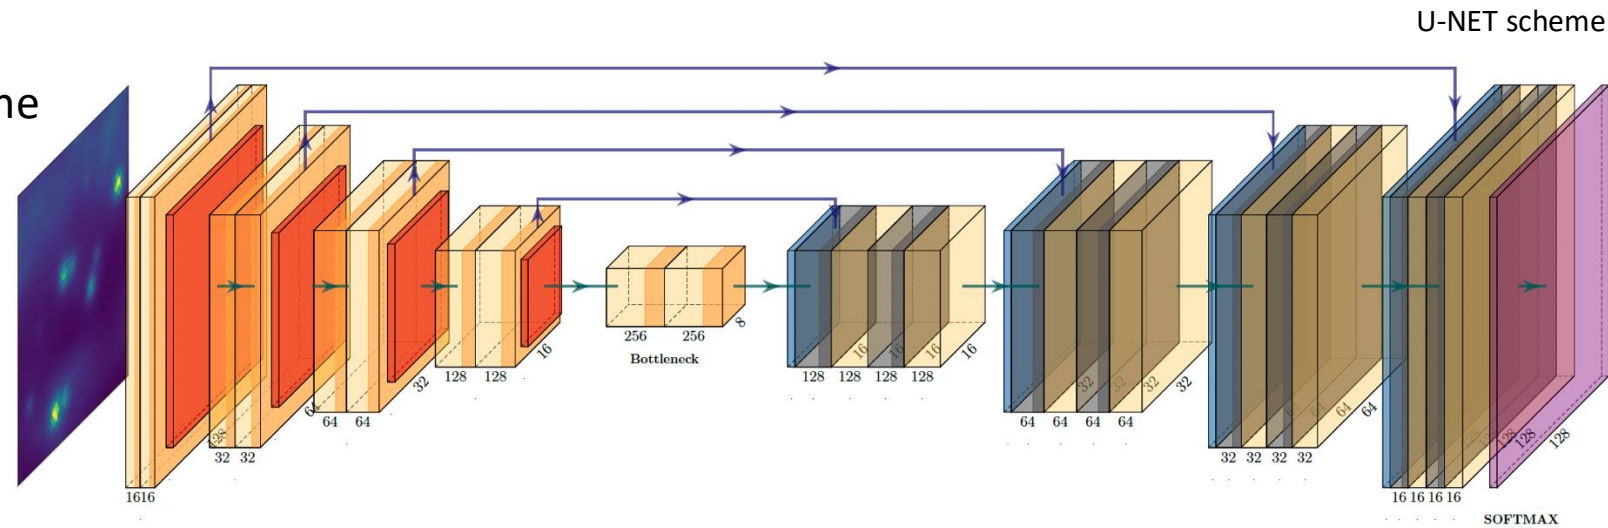 U-NET scheme
ne
1616
32 32
128
64 64
64
128 128
32
16
256 256
8
Bottleneck
128 128 128 128
16 16 16 16
64 64 64 64
32 32 32 32
32 32 32 32
64 64 64
16 16 16 16
128 128 128
SOFTMAX